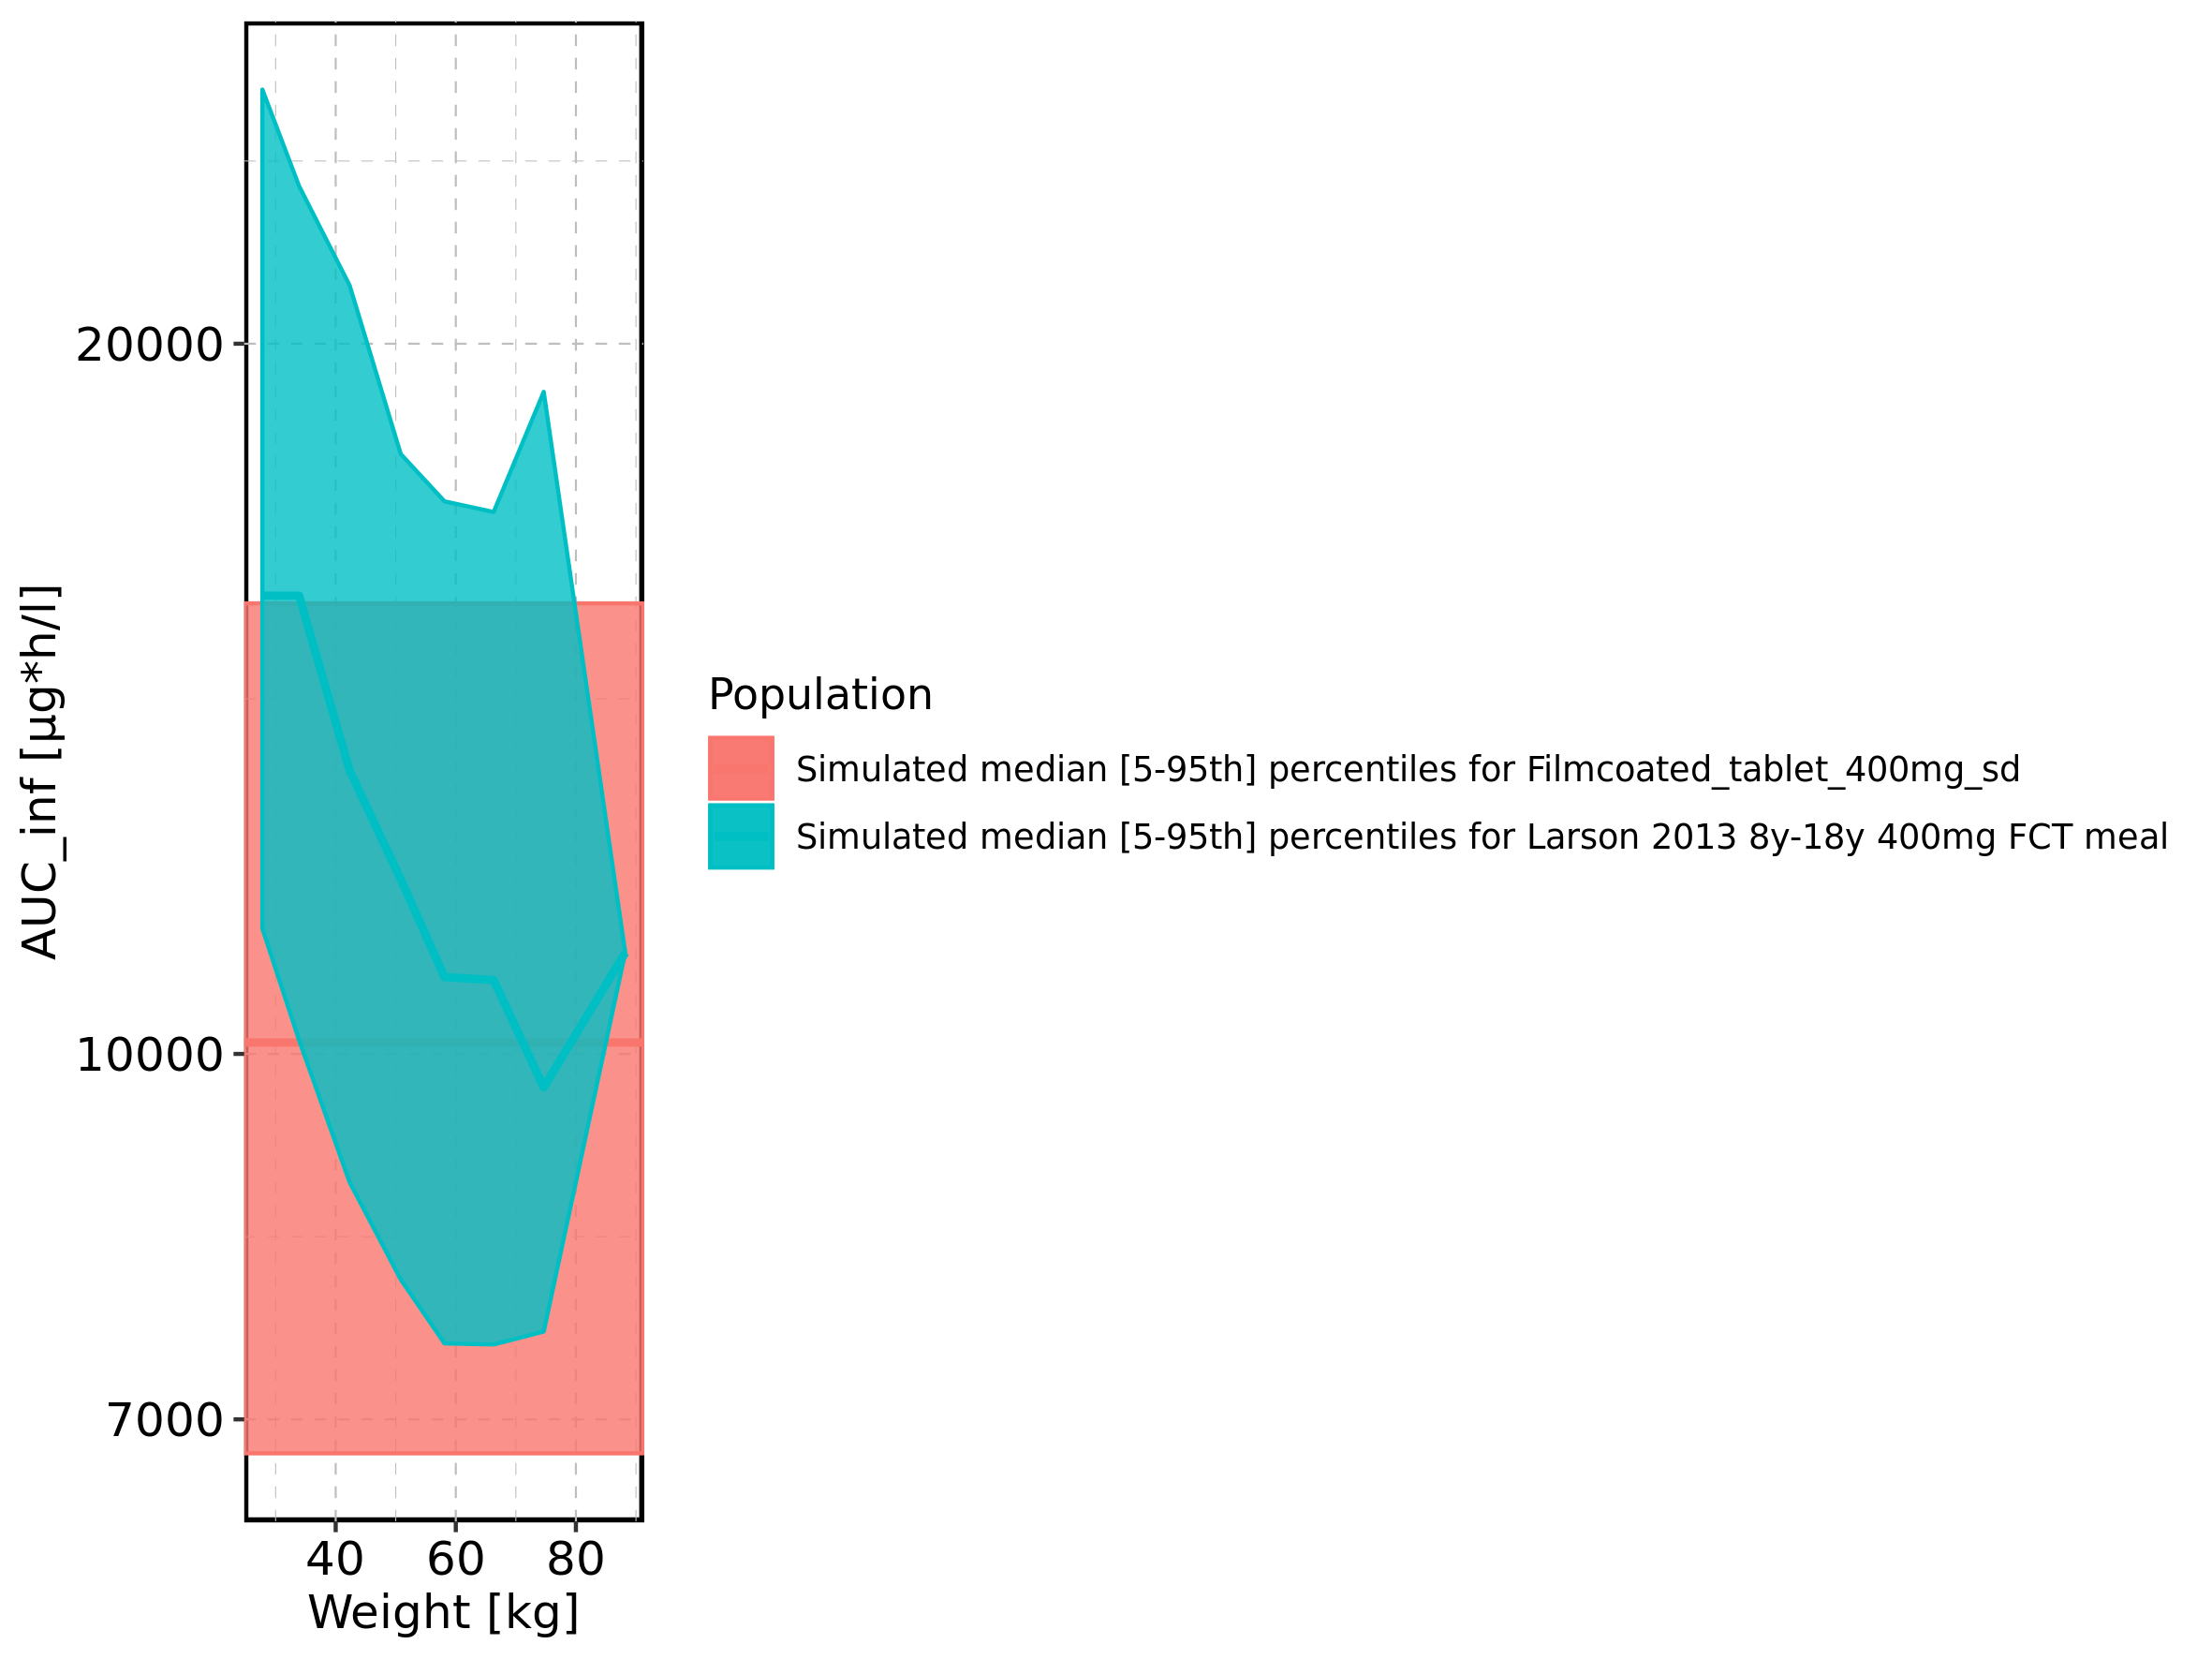 AUC_inf [µg*h/l]
20000
10000
7000
40 60 80
Weight [kg]
Population
Simulated median [5-95th] percentiles for Filmcoated_tablet_400mg_sd
Simulated median [5-95th] percentiles for Larson 2013 8y-18y 400mg FCT meal